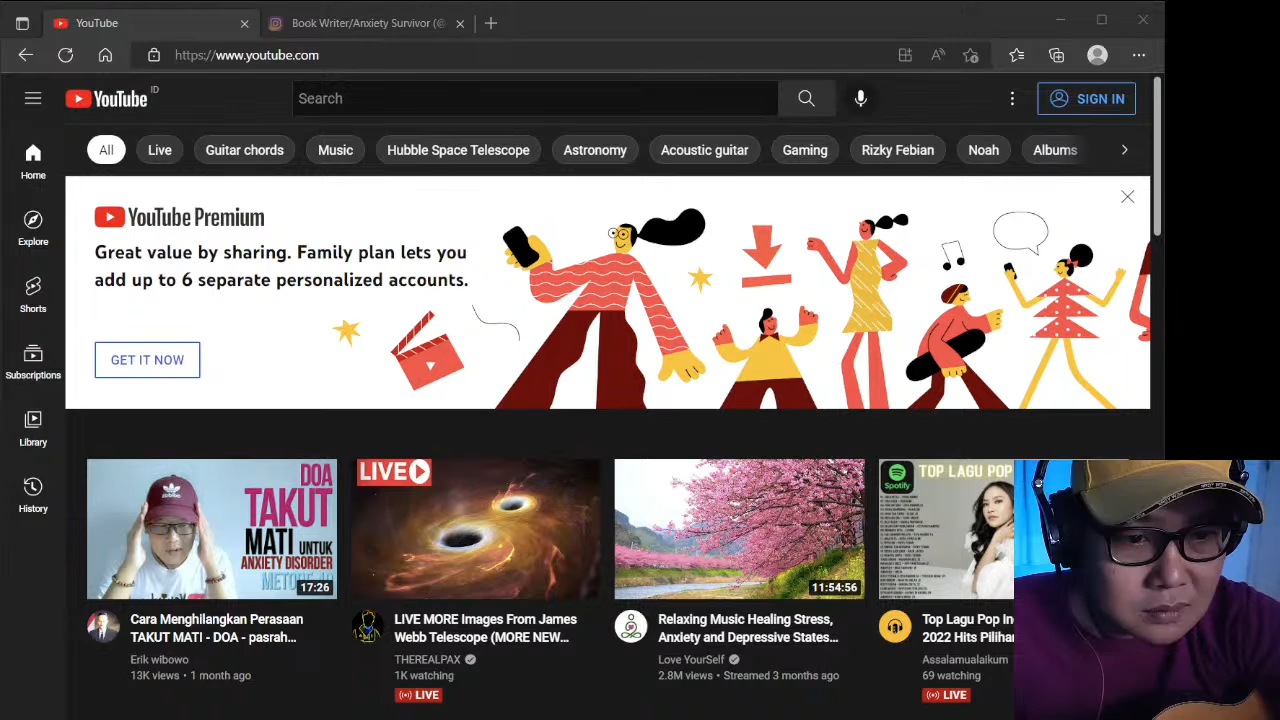 YouTube
Book Writer/Anxiety Survivor (@
https://www.youtube.com
YouTube ID
Search
SIGN IN
All
Live
Guitar chords
Music
Hubble Space Telescope
Astronomy
Acoustic guitar
Gaming
Rizky Febian
Noah
Albums
Home
Explore
Shorts
Subscriptions
Library
History
YouTube Premium
Great value by sharing. Family plan lets you
add up to 6 separate personalized accounts.
GET IT NOW
DOA
TAKUT
MATI UNTUK
ANXIETY DISORDER
17:26
Cara Menghilangkan Perasaan
TAKUT MATI - DOA - pasrah...
Erik wibowo
13K views • 1 month ago
LIVE
LIVE MORE Images From James
Webb Telescope (MORE NEW...
THEREALPAX
1K watching
LIVE
11:54:56
Relaxing Music Healing Stress,
Anxiety and Depressive States...
Love YourSelf
2.8M views • Streamed 3 months ago
Spotify
TOP LAGU POP
Top Lagu Pop In
2022 Hits Piliha
Assalamualaikum
69 watching
LIVE